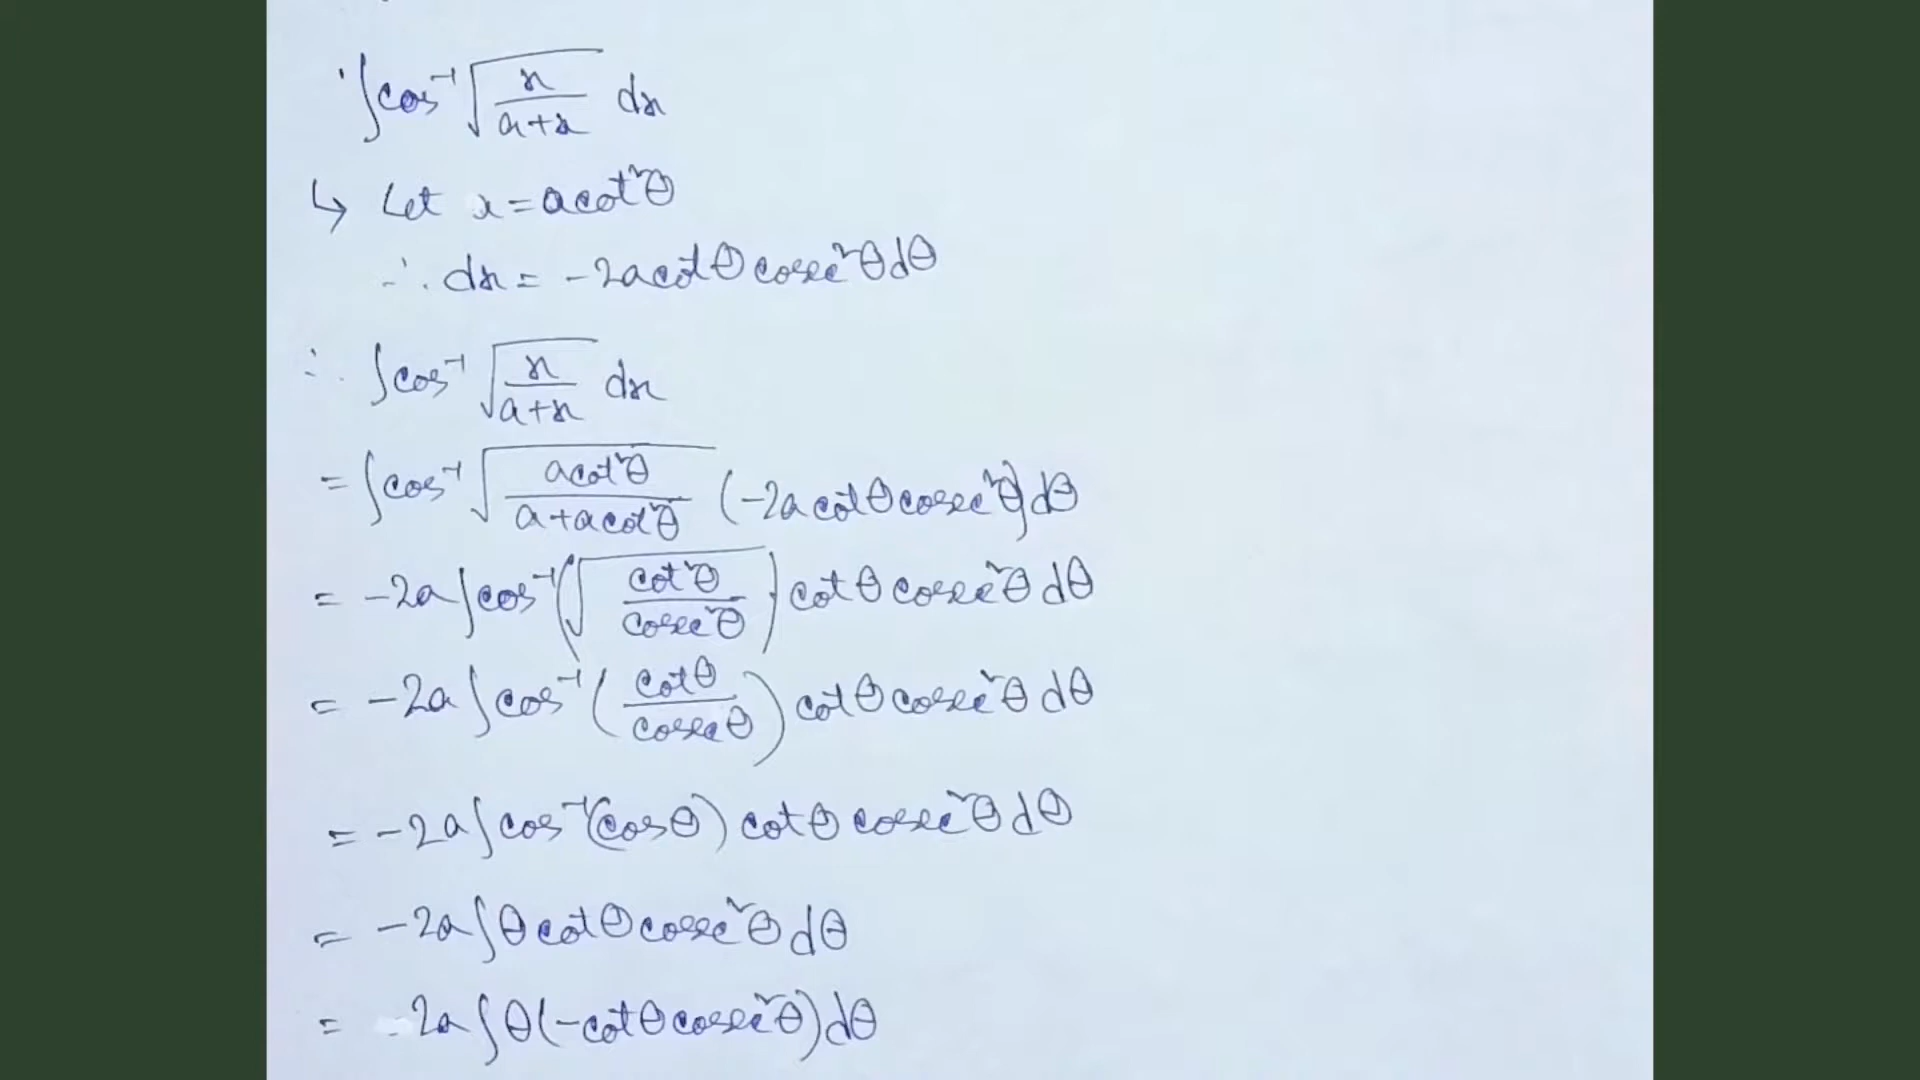 ∫cos⁻¹ √(x/(a+x)) dx
↳ Let x = a cot²θ
∴ dx = -2a cotθ cosec²θ dθ
∴ ∫cos⁻¹ √(x/(a+x)) dx
= ∫cos⁻¹ √(a cot²θ/(a+a cot²θ)) (-2a cotθ cosec²θ) dθ
= -2a ∫cos⁻¹(√(cot²θ/cosec²θ)) cotθ cosec²θ dθ
= -2a ∫cos⁻¹(cotθ/cosecθ) cotθ cosec²θ dθ
= -2a ∫cos⁻¹(cosθ) cotθ cosec²θ dθ
= -2a ∫θ cotθ cosec²θ dθ
= 2a ∫θ(-cotθ cosec²θ) dθ